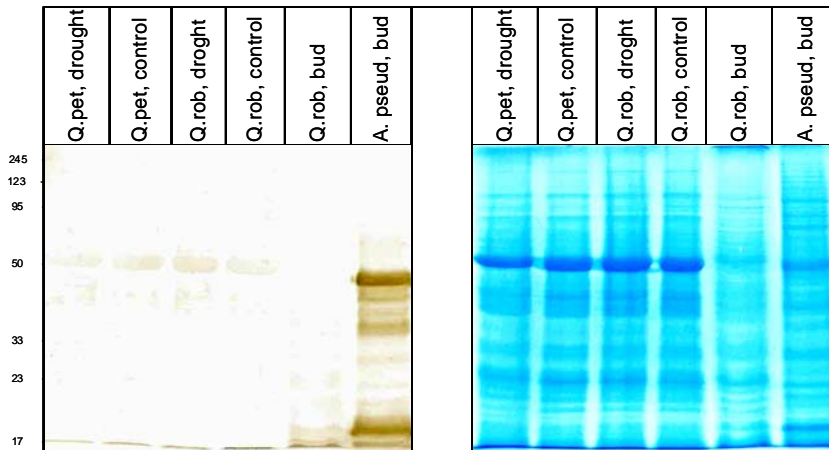 Q.pet, drought
Q.pet, control
Q.rob, droght
Q.rob, control
Q.rob, bud
A. pseud, bud
Q.pet, drought
Q.pet, control
Q.rob, drought
Q.rob, control
Q.rob, bud
A. pseud, bud
245
123
95
50
33
23
17